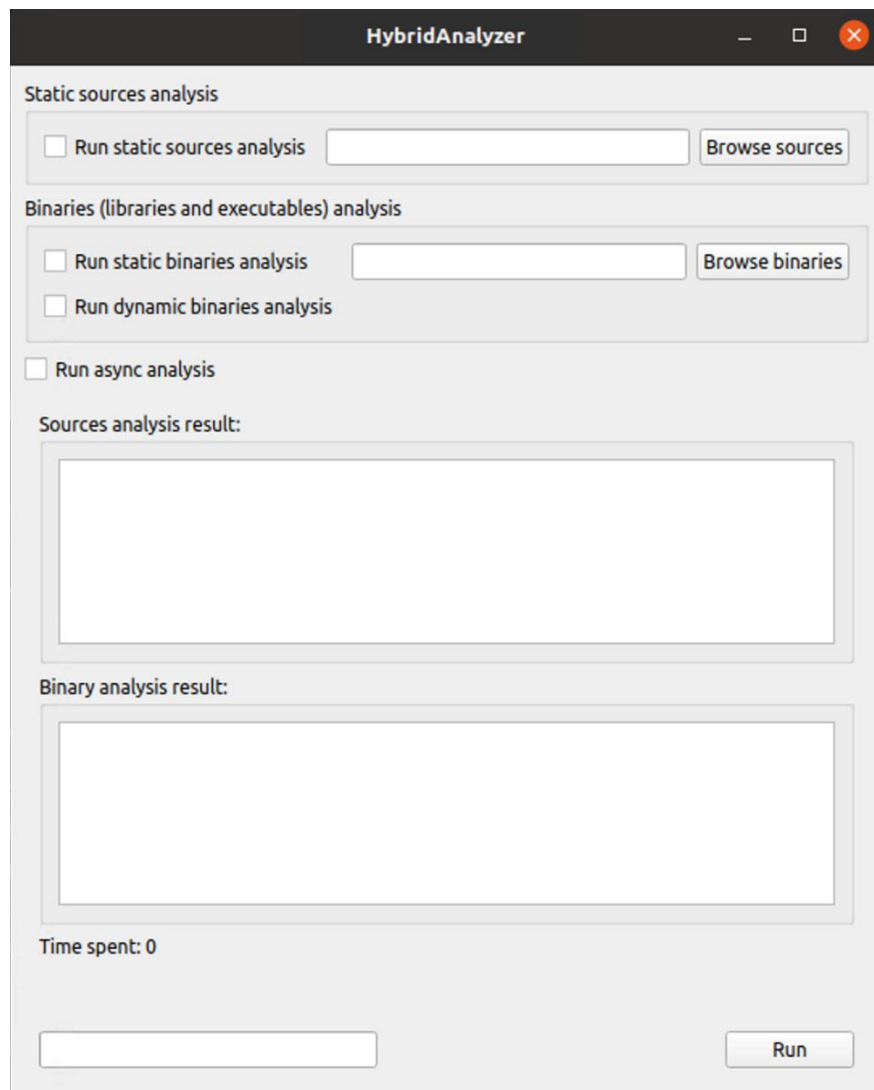 HybridAnalyzer
Static sources analysis
Run static sources analysis
Browse sources
Binaries (libraries and executables) analysis
Run static binaries analysis
Browse binaries
Run dynamic binaries analysis
Run async analysis
Sources analysis result:
Binary analysis result:
Time spent: 0
Run